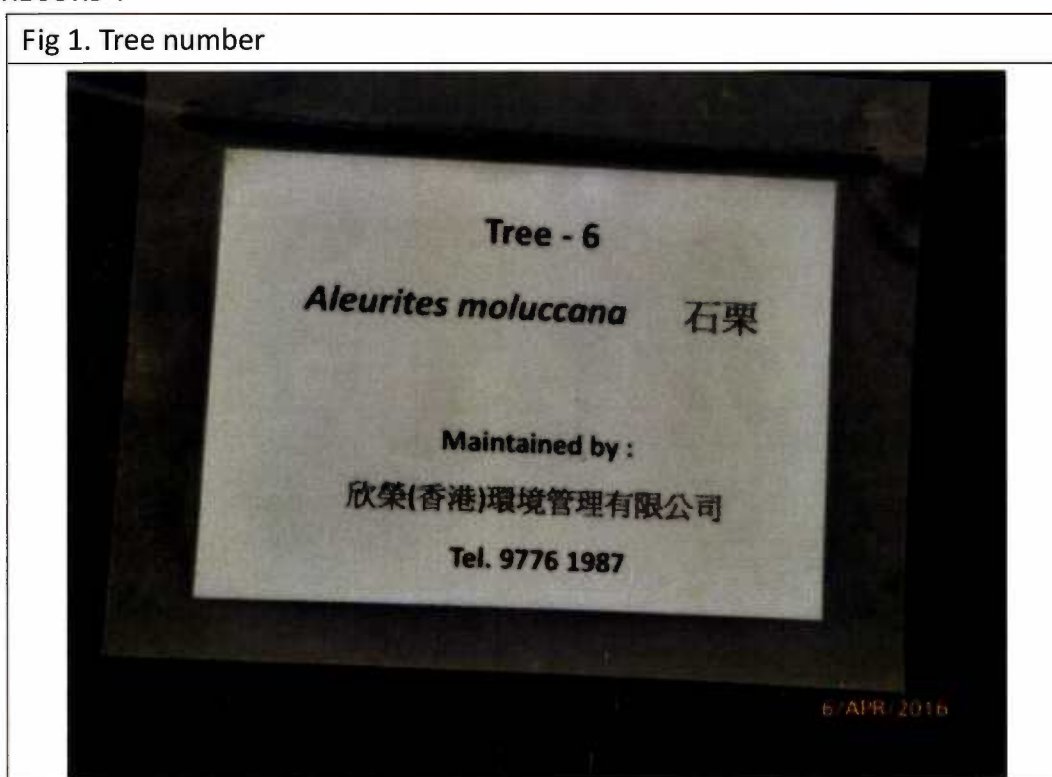 Fig 1. Tree number
Tree - 6
Aleurites moluccana 石栗
Maintained by :
欣榮(香港)環境管理有限公司
Tel. 9776 1987
6/APR/2016